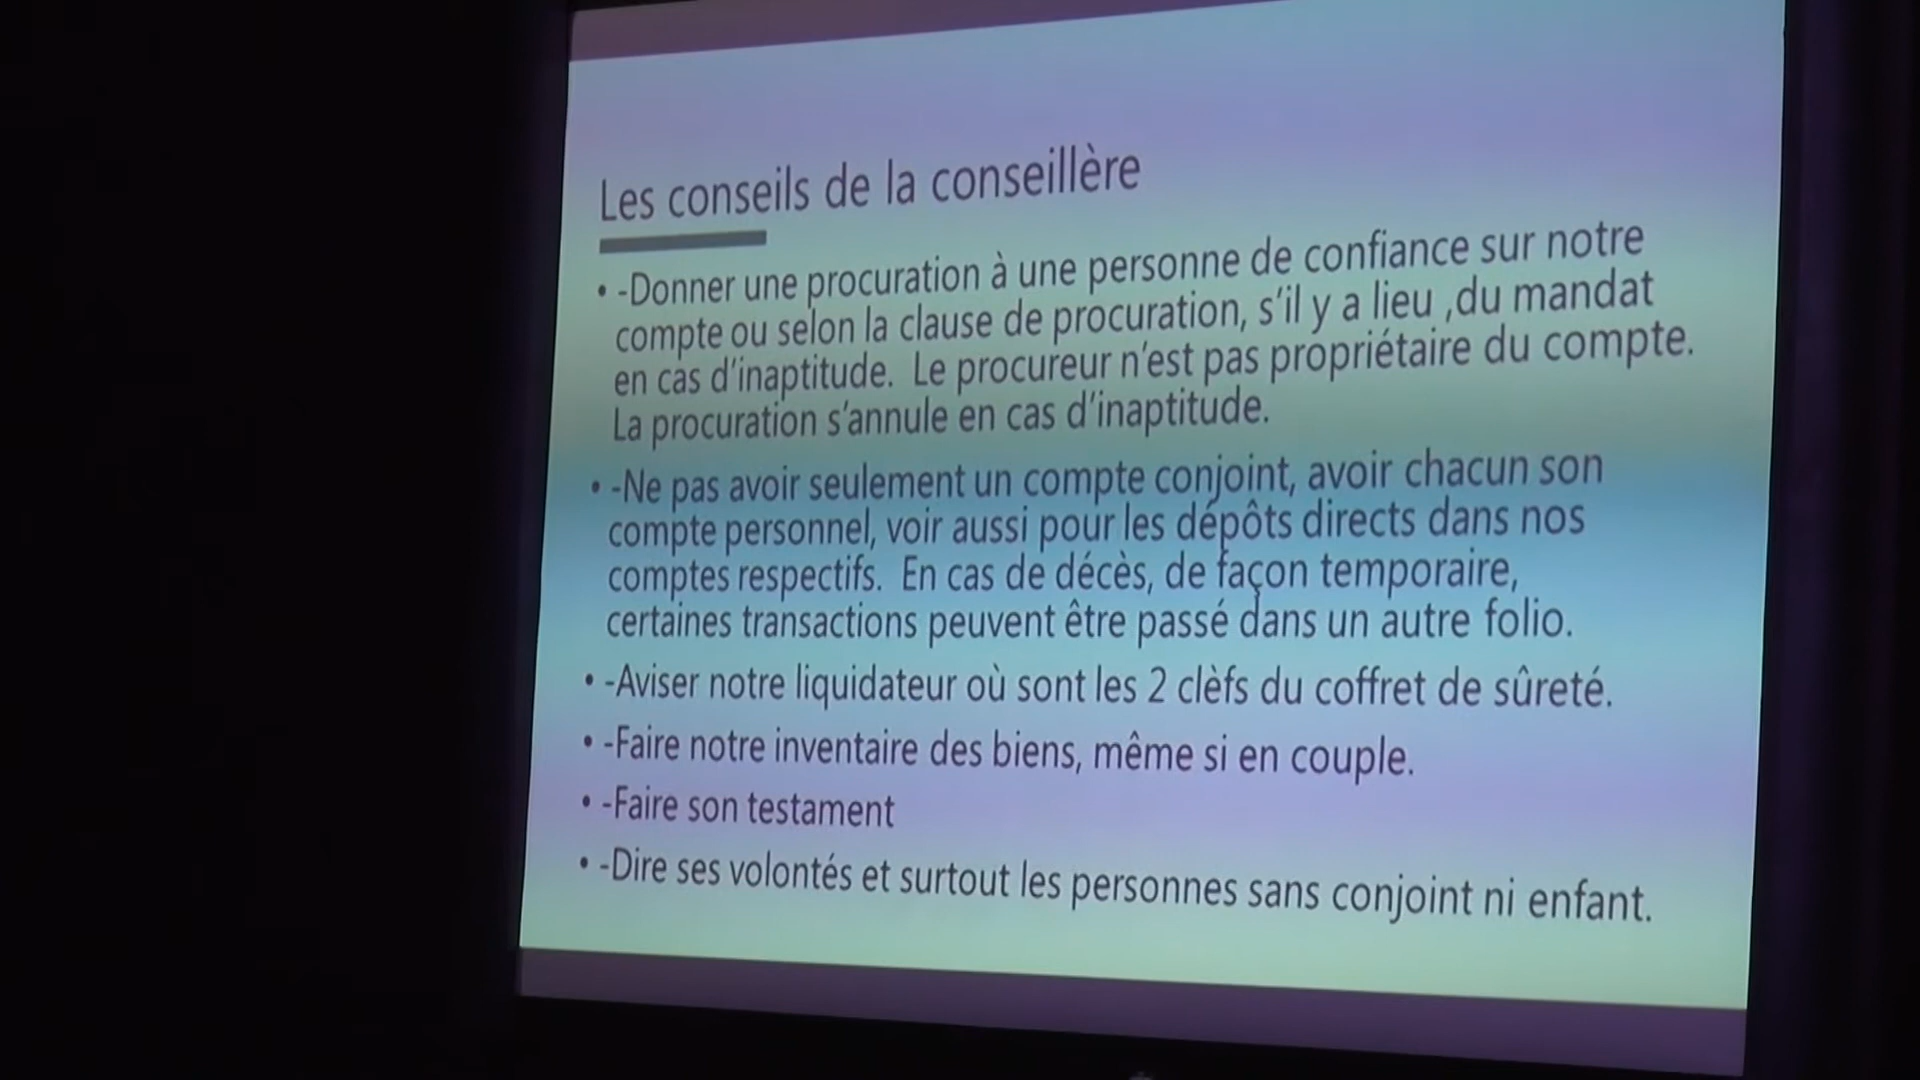 Les conseils de la conseillère
• -Donner une procuration à une personne de confiance sur notre
compte ou selon la clause de procuration, s'il y a lieu ,du mandat
en cas d'inaptitude. Le procureur n'est pas propriétaire du compte.
La procuration s'annule en cas d'inaptitude.
• -Ne pas avoir seulement un compte conjoint, avoir chacun son
compte personnel, voir aussi pour les dépôts directs dans nos
comptes respectifs. En cas de décès, de façon temporaire,
certaines transactions peuvent être passé dans un autre folio.
• -Aviser notre liquidateur où sont les 2 clèfs du coffret de sûreté.
• -Faire notre inventaire des biens, même si en couple.
• -Faire son testament
• -Dire ses volontés et surtout les personnes sans conjoint ni enfant.